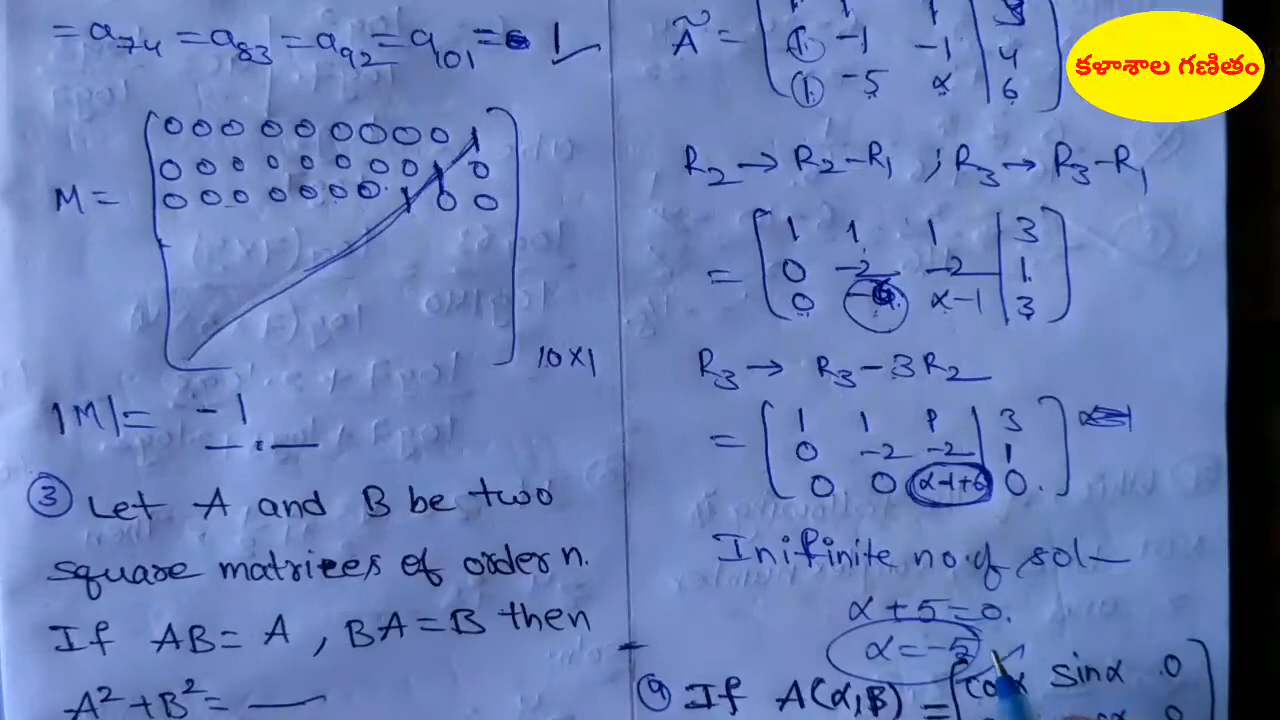 = a₇₄ = a₈₃ = a₉₂ = a₁₀₁ = 1 ✓
M =
0 0 0 0 0 0 0 0 0 1
0 0 0 0 0 0 0 0 1 0
0 0 0 0 0 0 0 1 0 0
10×1
|M| = -1
③ Let A and B be two
square matrices of order n.
If AB = A , BA = B then
A² + B² = —
Ã =
1 -1 -1 | 4
1 -5 α | 6
R₂ → R₂ - R₁ ; R₃ → R₃ - R₁
=
1 1 1 | 3
0 -2 -2 | 1
0 α-1 | 3
R₃ → R₃ - 3R₂
=
1 1 1 | 3
0 -2 -2 | 1
0 0 α-1+6 | 0
Inifinite no. of sol
α + 5 = 0.
α = -5
⑨ If A(α, β) = cosα sinα 0
കളാശാല ഗണിതം